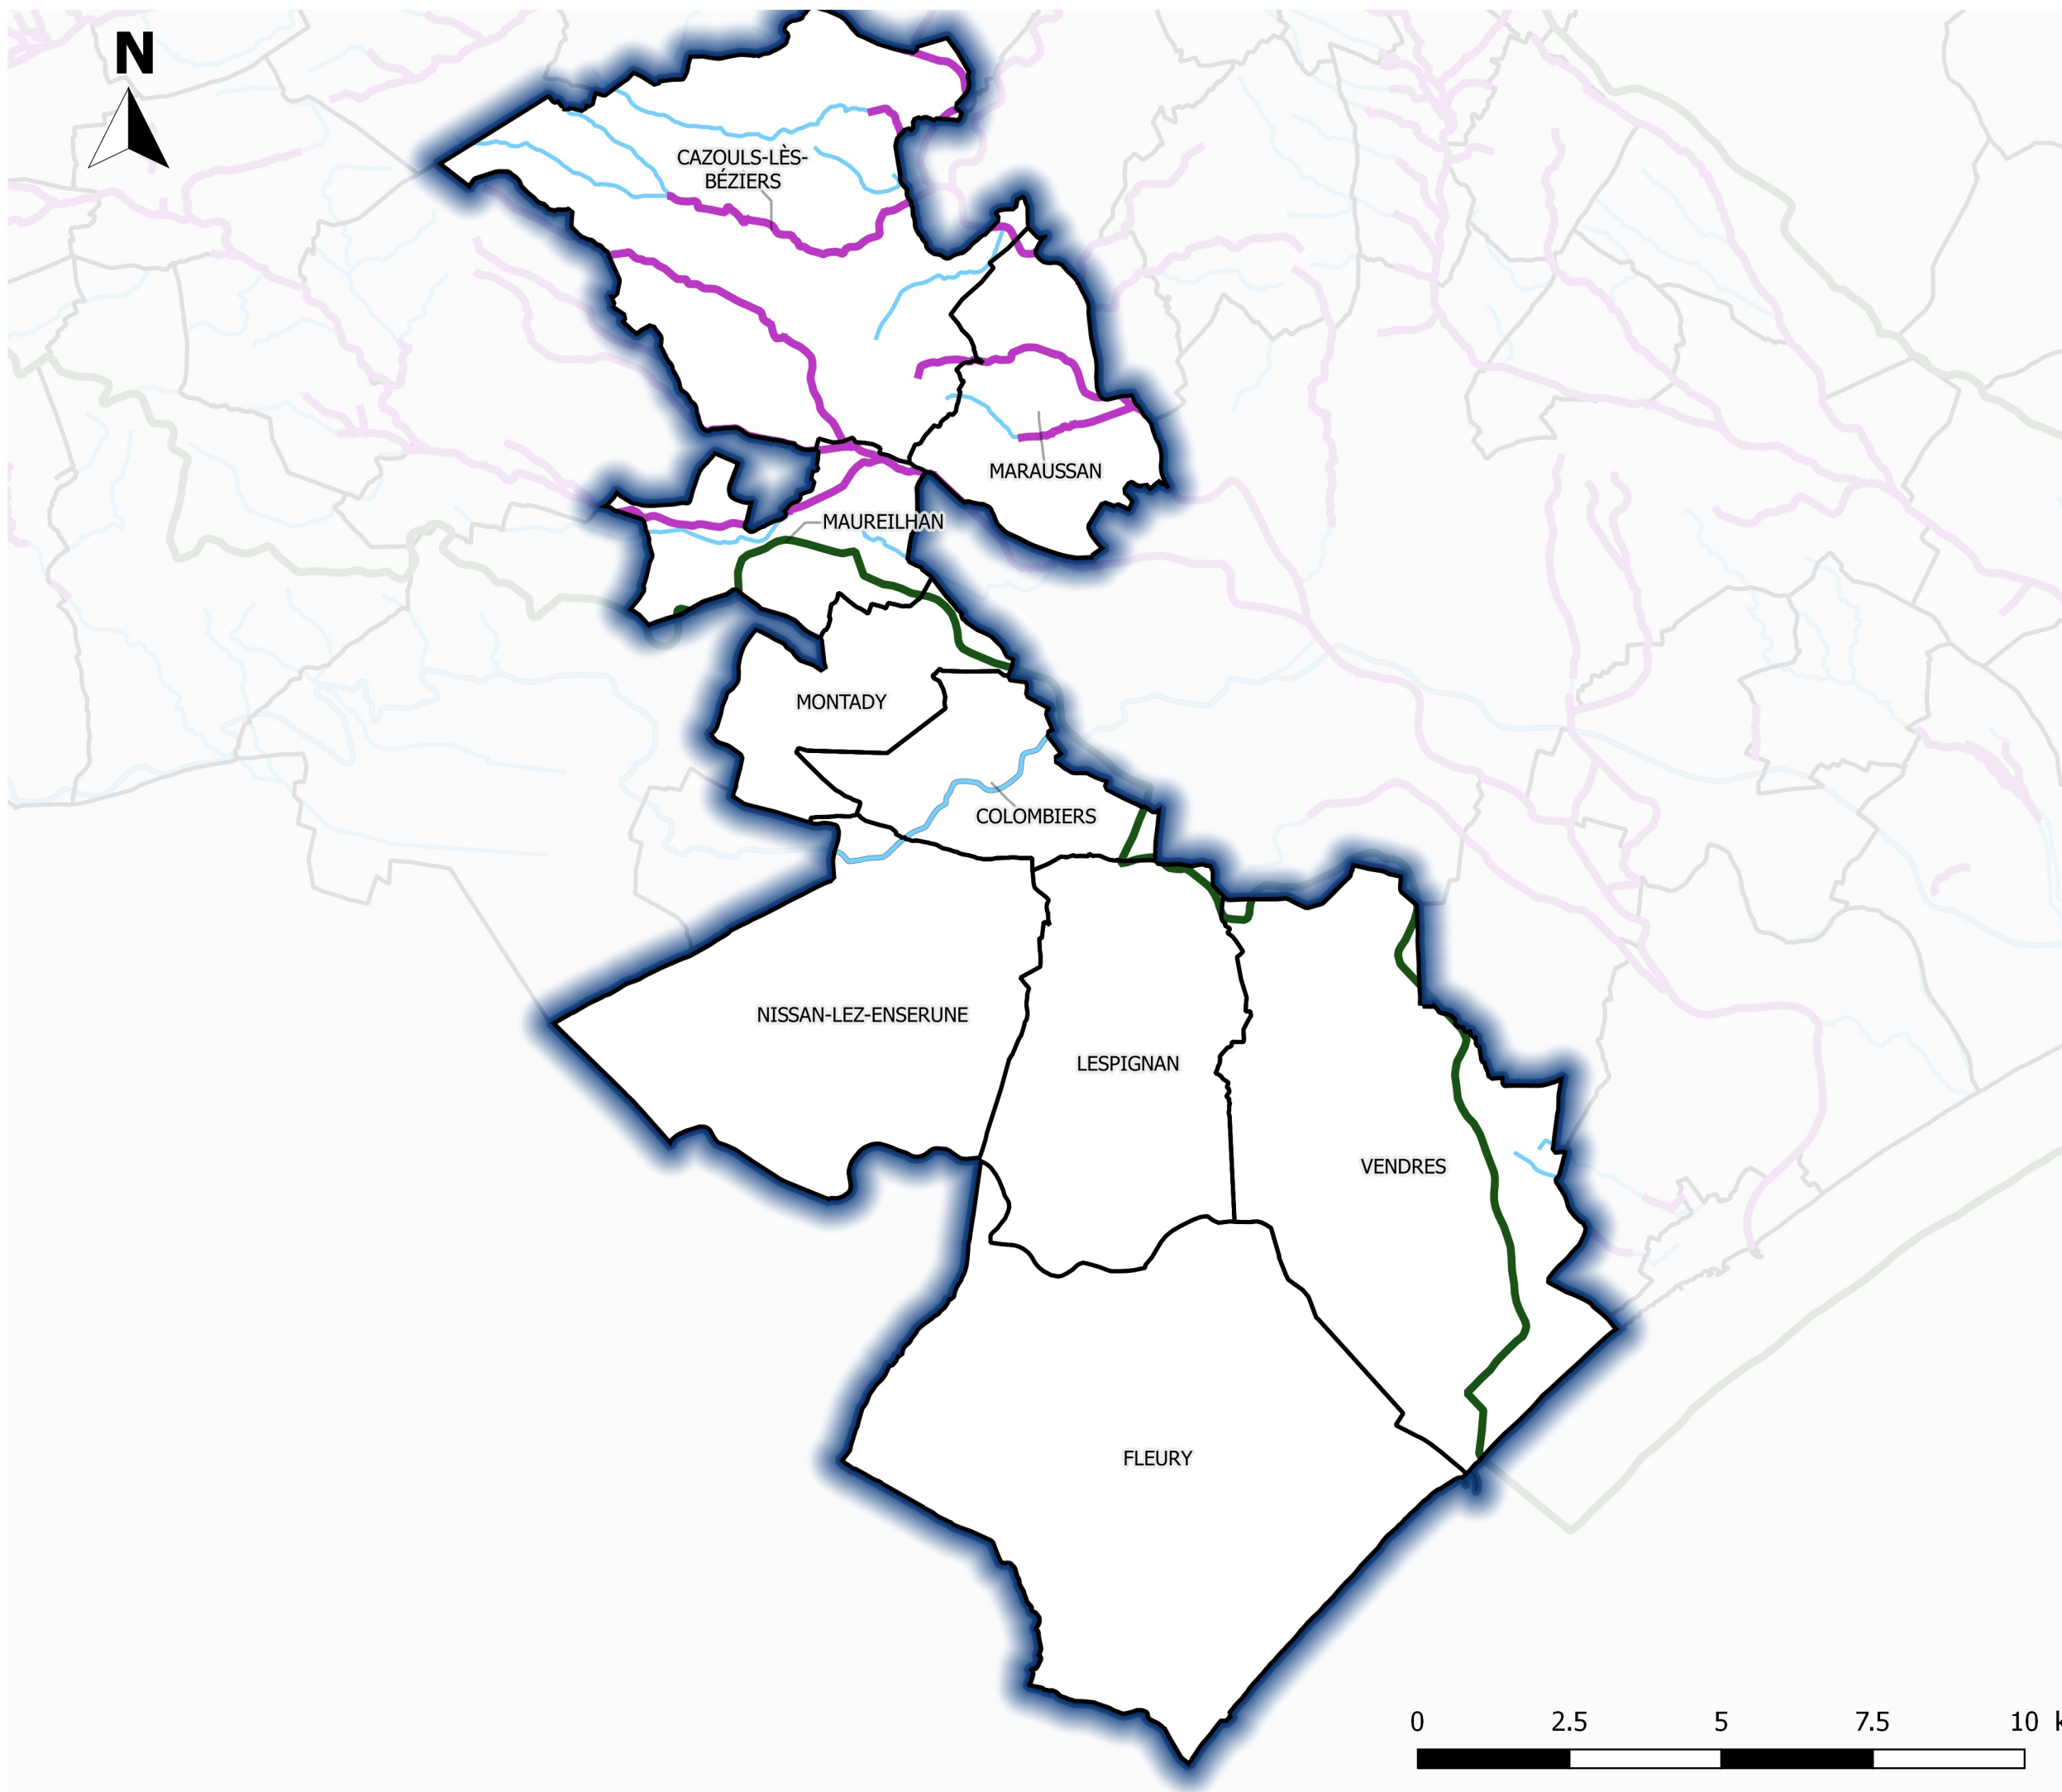 N
CAZOULS-LÈS-
BÉZIERS
MARAUSSAN
MAUREILHAN
MONTADY
COLOMBIERS
NISSAN-LEZ-ENSERUNE
LESPIGNAN
VENDRES
FLEURY
0 2.5 5 7.5 10 k